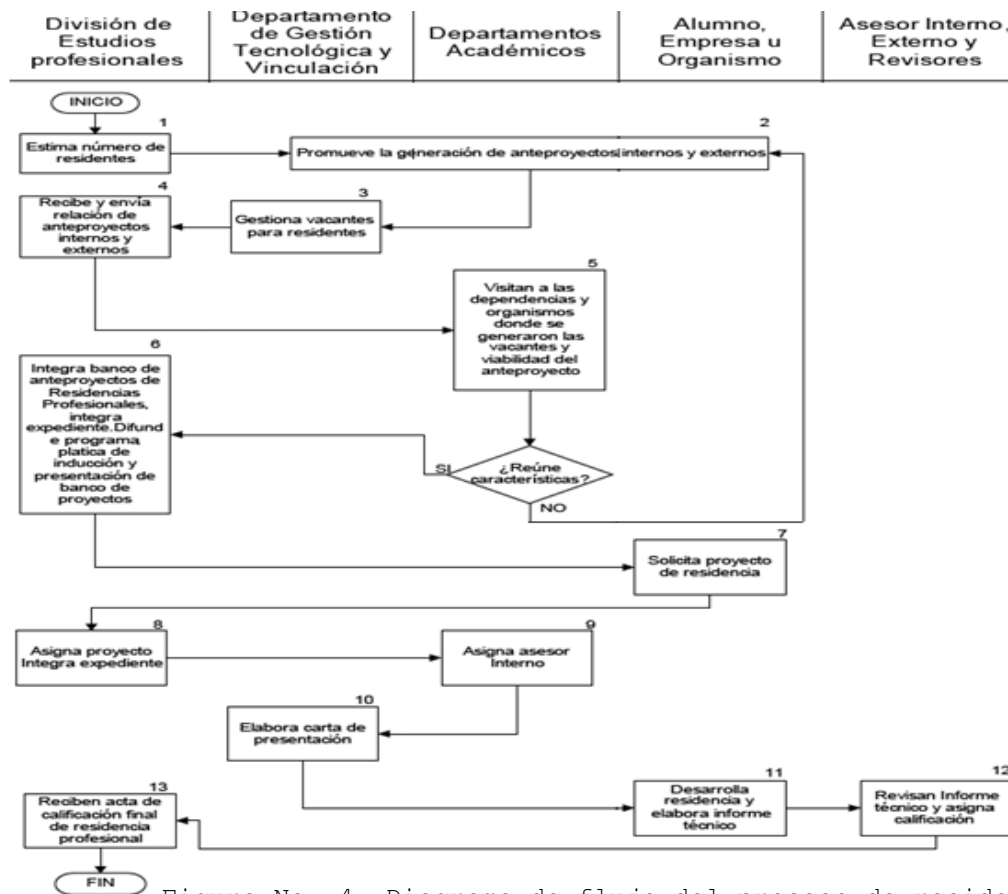 División de
Estudios
profesionales
Departamento
de Gestión
Tecnológica y
Vinculación
Departamentos
Académicos
Alumno,
Empresa u
Organismo
Asesor Interno,
Externo y
Revisores
INICIO
1
Estima número de
residentes
2
Promueve la generación de anteproyectos internos y externos
3
Gestiona vacantes
para residentes
4
Recibe y envía
relación de
anteproyectos
internos y
externos
5
Visitan a las
dependencias y
organismos
donde se
generaron las
vacantes y
viabilidad del
anteproyecto
¿Reúne
características?
SI
NO
6
Integra banco de
anteproyectos de
Residencias
Profesionales,
integra
expediente.Difund
e programa
platica de
inducción y
presentación de
banco de
proyectos
7
Solicita proyecto
de residencia
8
Asigna proyecto
Integra expediente
9
Asigna asesor
Interno
10
Elabora carta de
presentación
11
Desarrolla
residencia y
elabora informe
técnico
12
Revisan Informe
técnico y asigna
calificación
13
Reciben acta de
calificación final
de residencia
profesional
FIN
Figura No. 4. Diagrama de flujo del proceso de